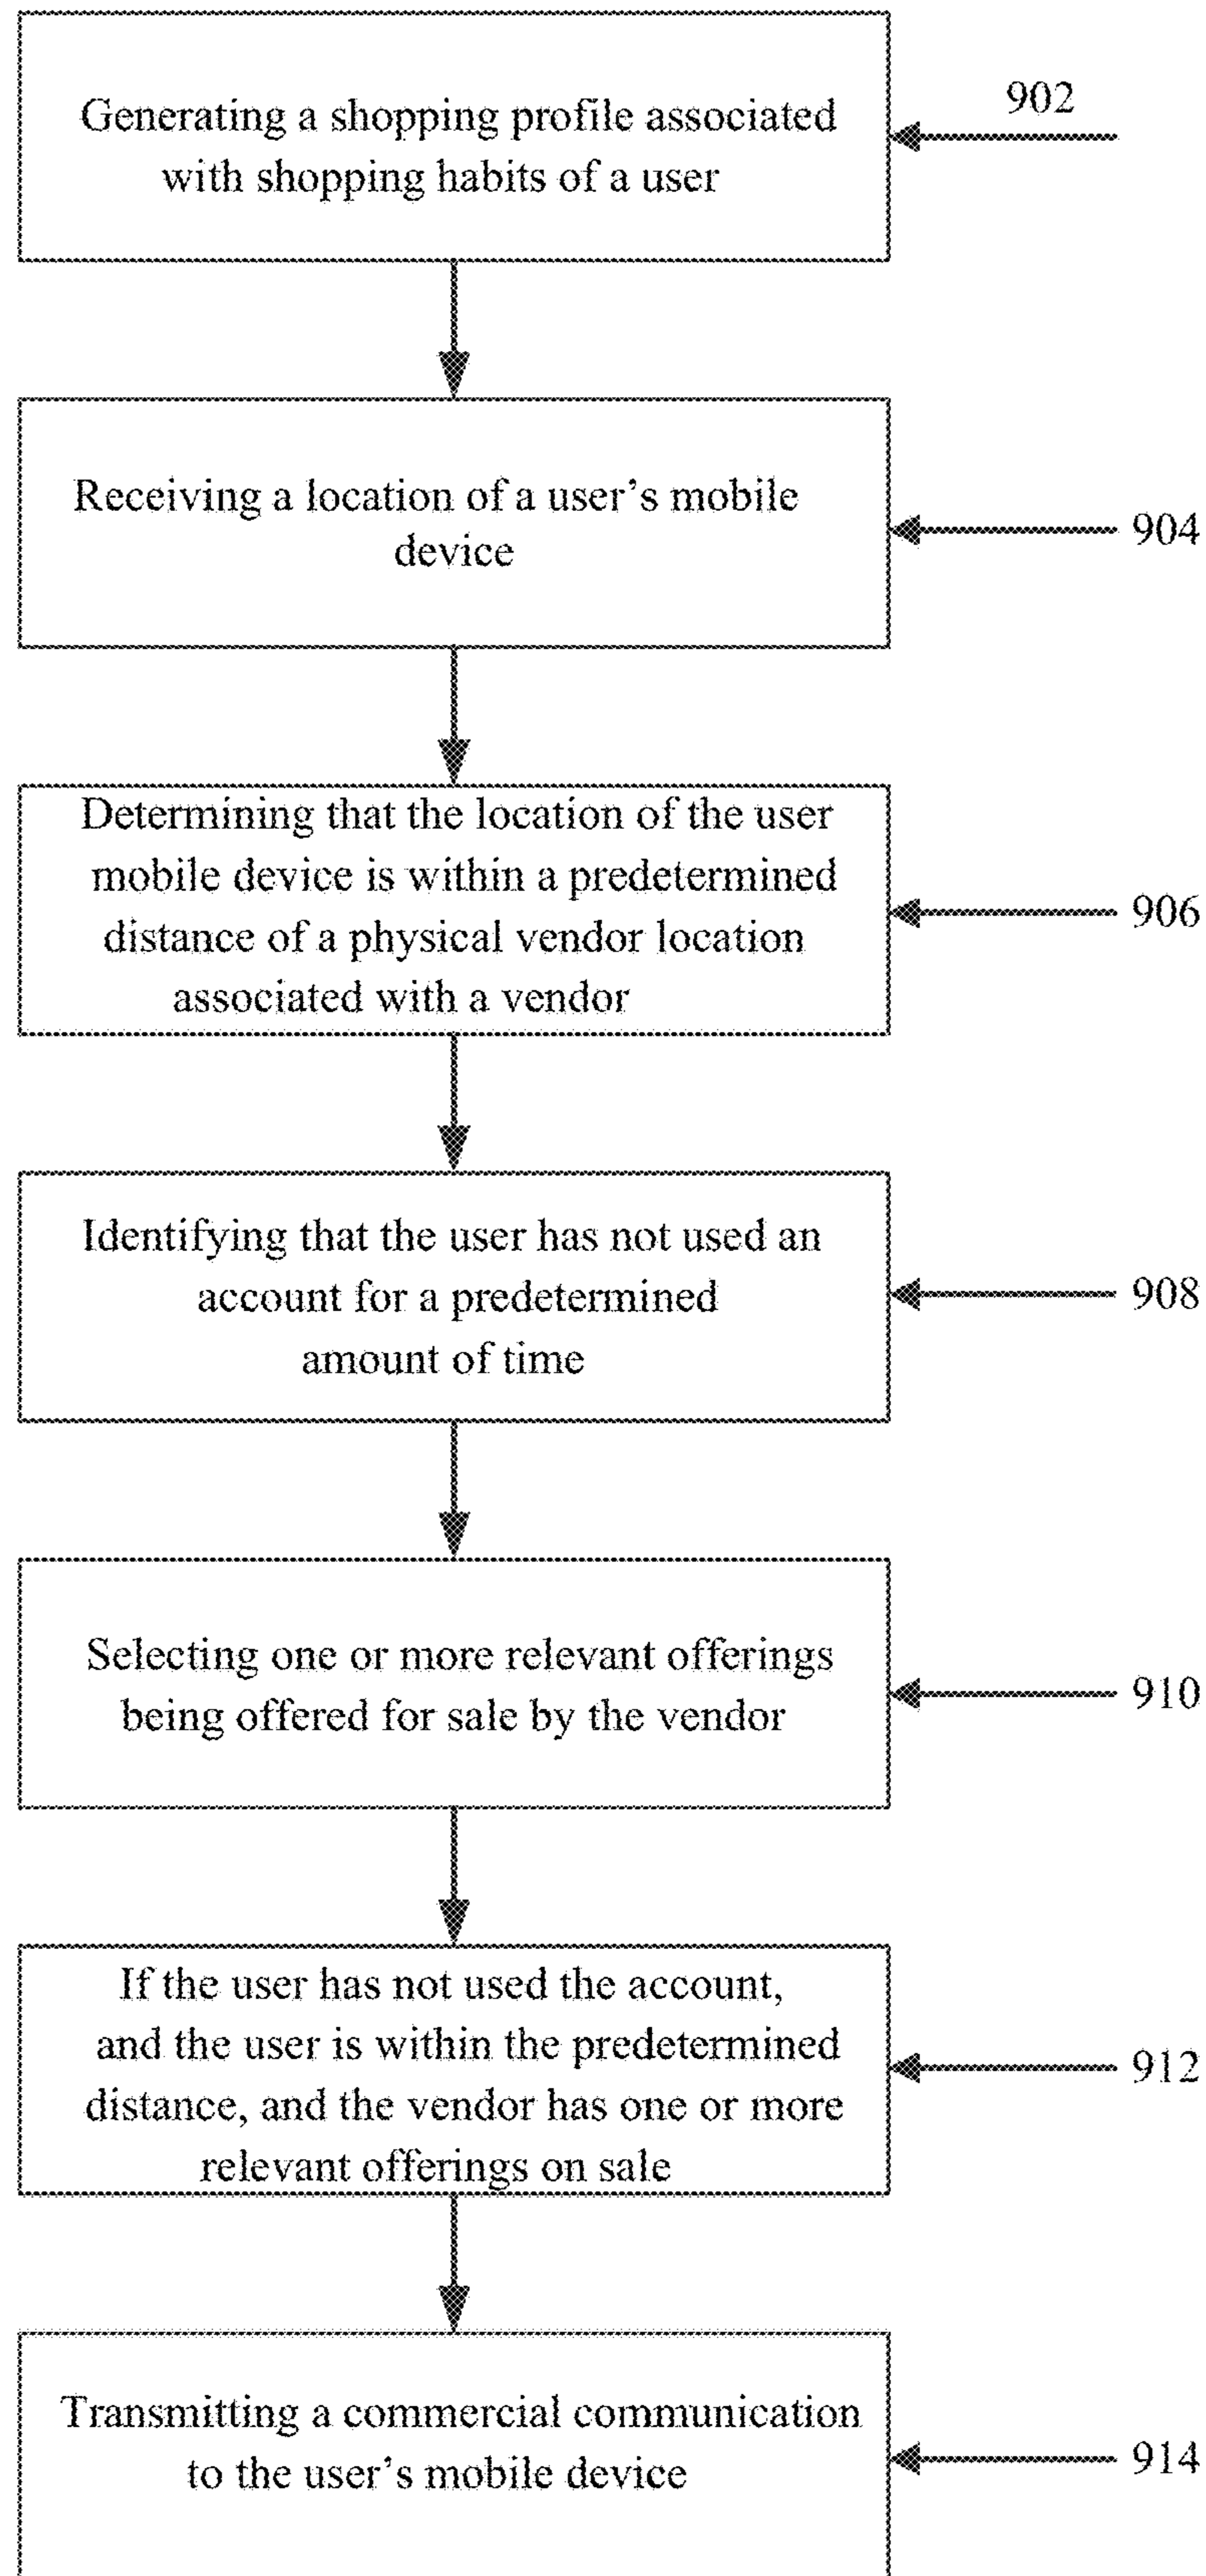 Generating a shopping profile associated
with shopping habits of a user
902
Receiving a location of a user's mobile
device
904
Determining that the location of the user
mobile device is within a predetermined
distance of a physical vendor location
associated with a vendor
906
Identifying that the user has not used an
account for a predetermined
amount of time
908
Selecting one or more relevant offerings
being offered for sale by the vendor
910
If the user has not used the account,
and the user is within the predetermined
distance, and the vendor has one or more
relevant offerings on sale
912
Transmitting a commercial communication
to the user's mobile device
914